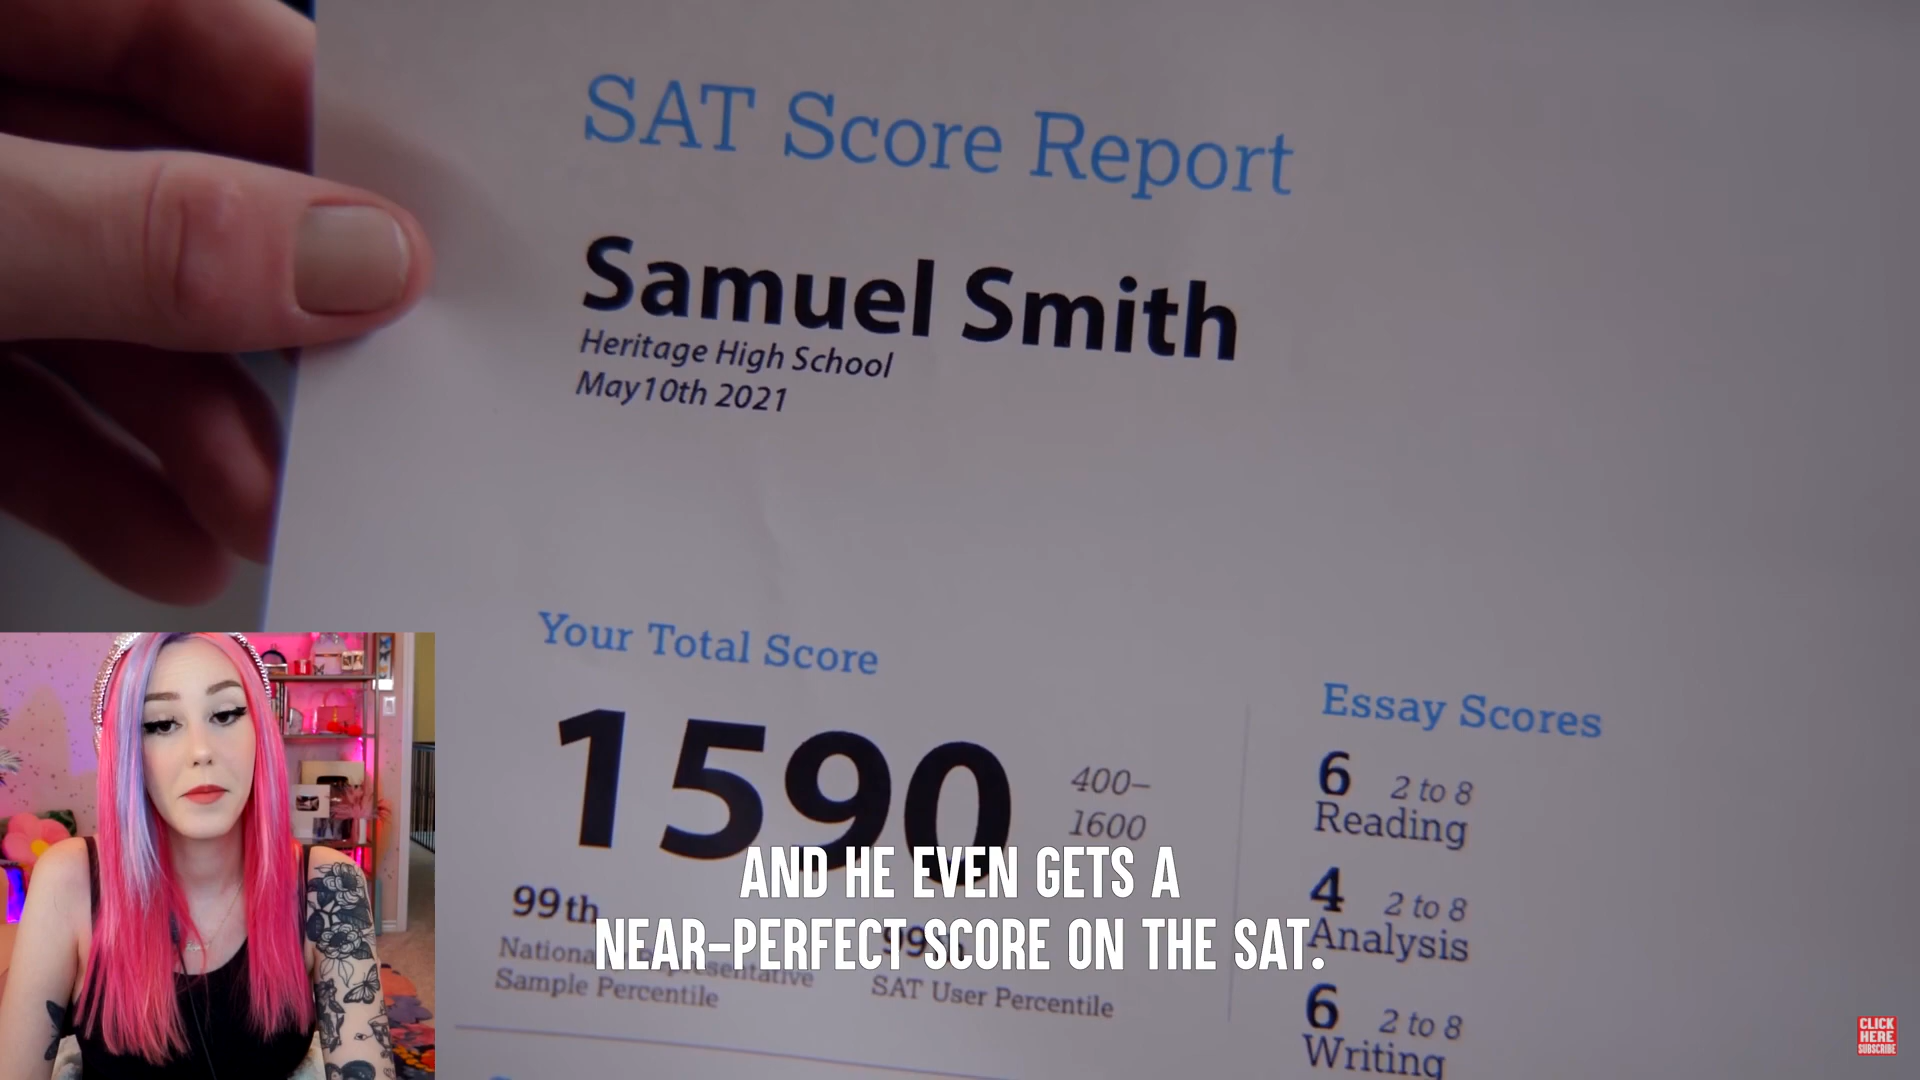 SAT Score Report
Samuel Smith
Heritage High School
May10th 2021
Your Total Score
1590
400–
1600
99th
Sample Percentile
SAT User Percentile
Essay Scores
6 2 to 8
Reading
4 2 to 8
Analysis
6 2 to 8
Writing
AND HE EVEN GETS A
NEAR-PERFECT SCORE ON THE SAT.
CLICK
HERE
SUBSCRIBE